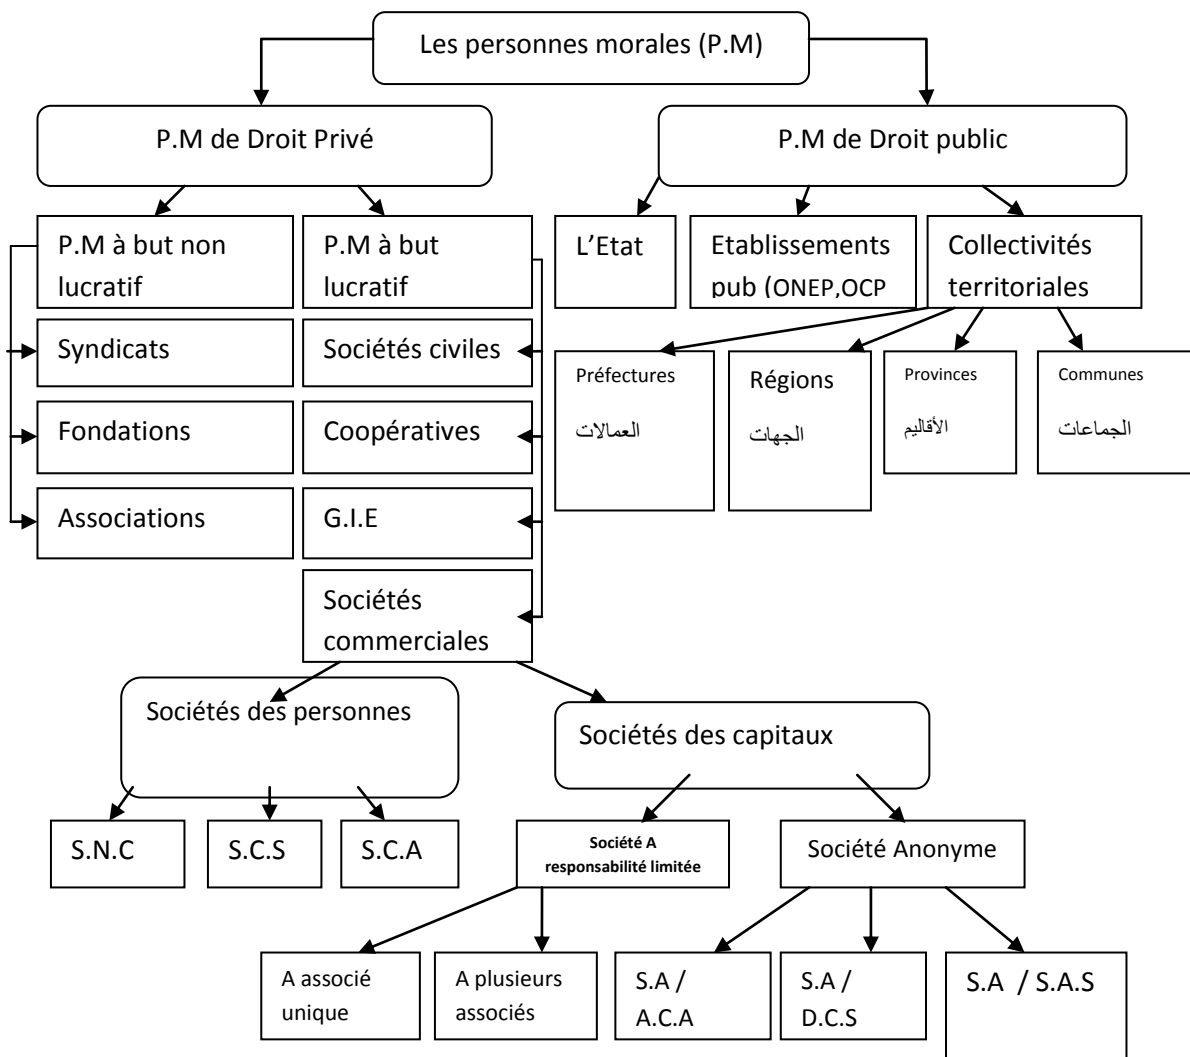 Les personnes morales (P.M)
P.M de Droit Privé
P.M de Droit public
P.M à but non
lucratif
P.M à but
lucratif
L’Etat
Etablissements
pub (ONEP,OCP
Collectivités
territoriales
Syndicats
Sociétés civiles
Préfectures
العمالات
Régions
الجهات
Provinces
الأقاليم
Communes
الجماعات
Fondations
Coopératives
Associations
G.I.E
Sociétés
commerciales
Sociétés des personnes
Sociétés des capitaux
S.N.C
S.C.S
S.C.A
Société A
responsabilité limitée
Société Anonyme
A associé
unique
A plusieurs
associés
S.A /
A.C.A
S.A /
D.C.S
S.A / S.A.S